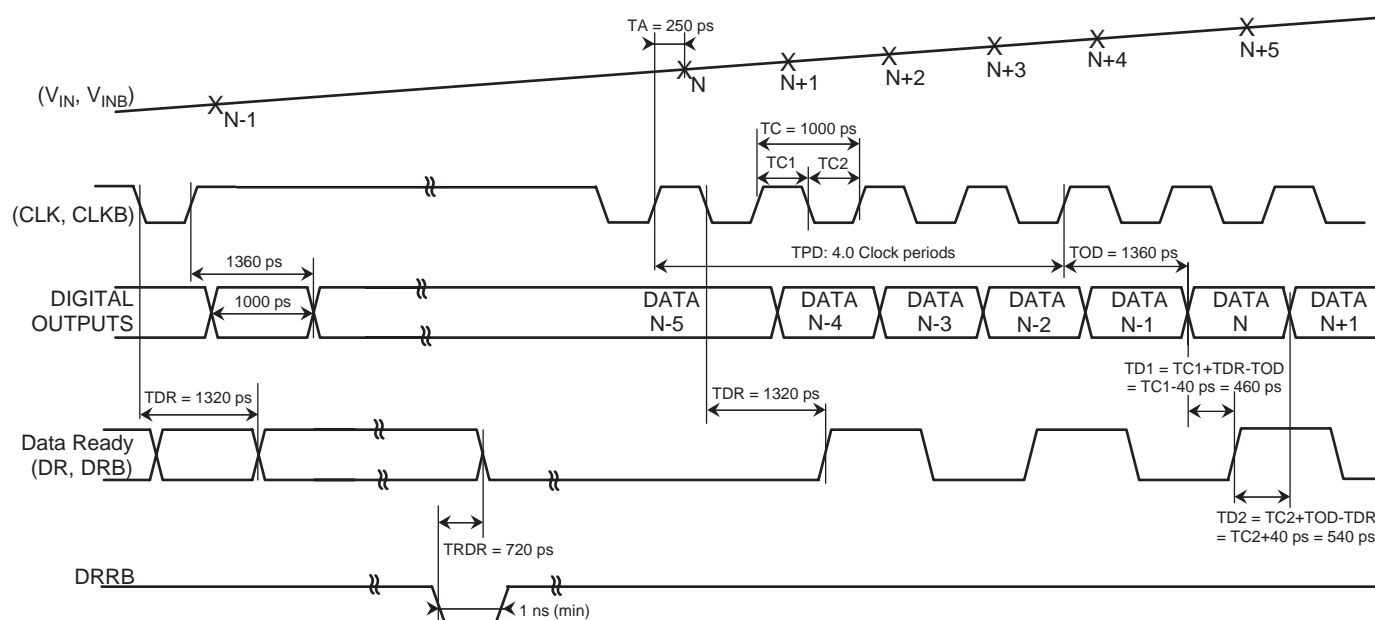 TA = 250 ps
(VIN, VINB)
N-1
N
N+1
N+2
N+3
N+4
N+5
TC = 1000 ps
TC1
TC2
(CLK, CLKB)
1360 ps
TPD: 4.0 Clock periods
TOD = 1360 ps
1000 ps
DIGITAL
OUTPUTS
DATA
N-5
DATA
N-4
DATA
N-3
DATA
N-2
DATA
N-1
DATA
N
DATA
N+1
TD1 = TC1+TDR-TOD
= TC1-40 ps = 460 ps
TDR = 1320 ps
TDR = 1320 ps
Data Ready
(DR, DRB)
TD2 = TC2+TOD-TDR
= TC2+40 ps = 540 ps
TRDR = 720 ps
DRRB
1 ns (min)